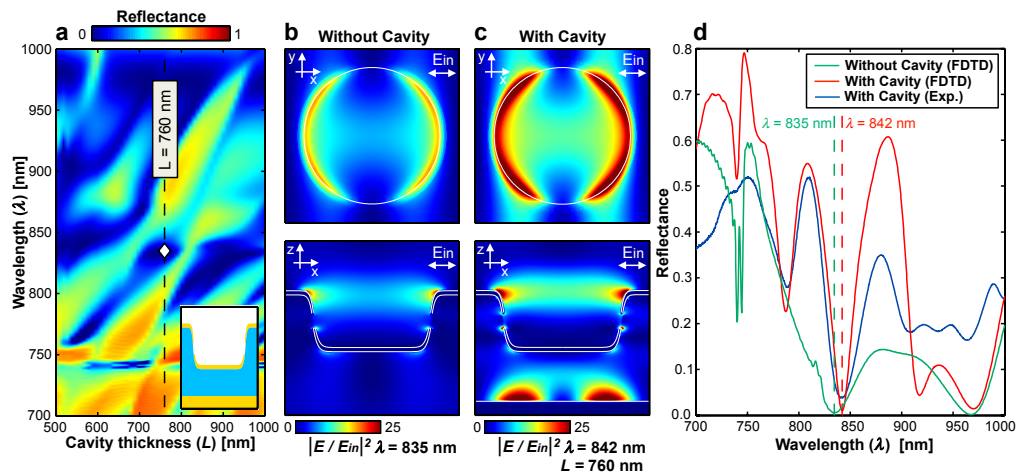 a
Reflectance
0
1
1000
950
900
850
800
750
700
Wavelength (λ) [nm]
L = 760 nm
500
600
700
800
900
1000
Cavity thickness (L) [nm]
b
Without Cavity
y
x
Ein
z
x
Ein
0
25
|E / Ein|² λ = 835 nm
c
With Cavity
y
x
Ein
z
x
Ein
0
25
|E / Ein|² λ = 842 nm
L = 760 nm
d
0.8
0.7
0.6
0.5
0.4
0.3
0.2
0.1
0.0
Reflectance
Without Cavity (FDTD)
With Cavity (FDTD)
With Cavity (Exp.)
λ = 835 nm
λ = 842 nm
700
750
800
850
900
950
1000
Wavelength (λ) [nm]